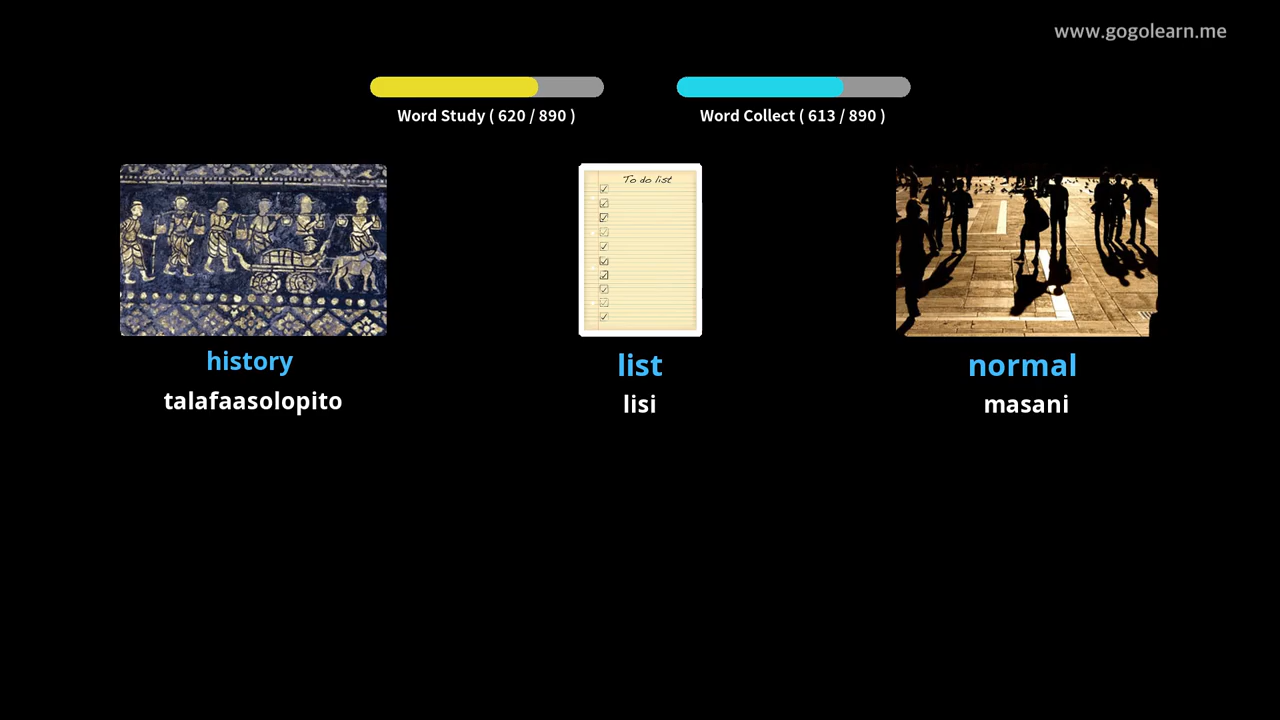 www.gogolearn.me
Word Study ( 620 / 890 )
Word Collect ( 613 / 890 )
To do list
history
list
normal
talafaasolopito
lisi
masani